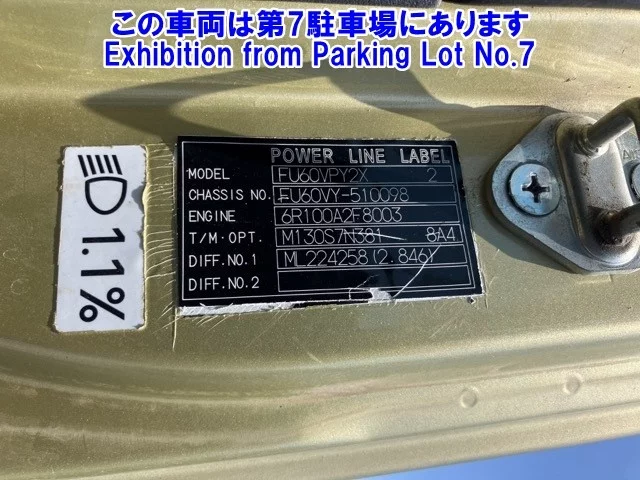 この車両は第7駐車場にあります
Exhibition from Parking Lot No.7
POWER LINE LABEL
MODEL FU60VPY2X 2
CHASSIS NO. FU60VY-510098
ENGINE 6R100A2F8003
T/M・OPT. M130S7N381 8A4
DIFF.NO.1 ML224258(2.846)
DIFF.NO.2
1.1%